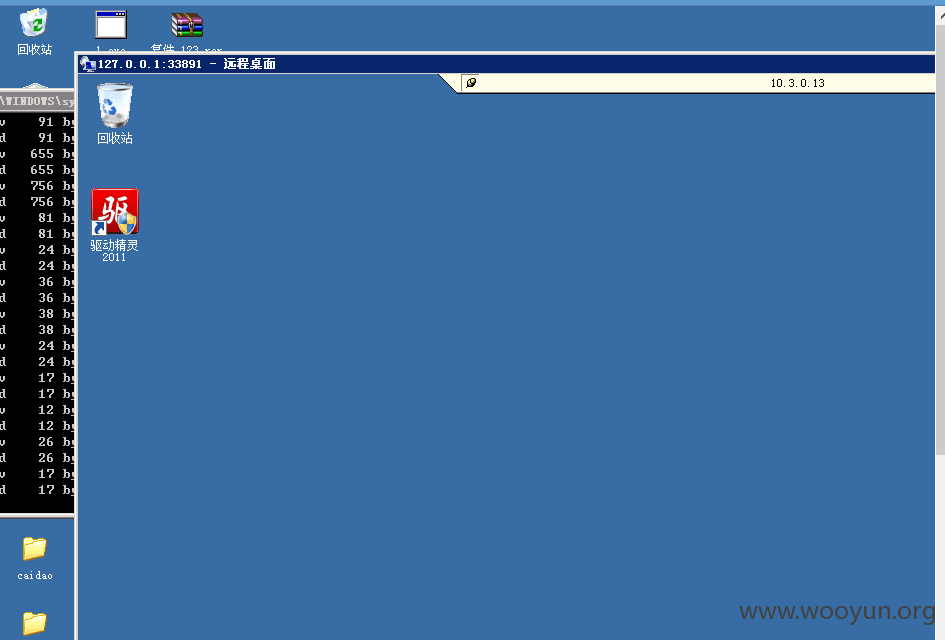 回收站
1.exe
复件 123.rar
127.0.0.1:33891 - 远程桌面
10.3.0.13
回收站
驱
驱动精灵
2011
\WINDOWS\sy
v 91 by
d 91 by
v 655 by
d 655 by
v 756 by
d 756 by
v 81 by
d 81 by
v 24 by
d 24 by
v 36 by
d 36 by
v 38 by
d 38 by
v 24 by
d 24 by
v 17 by
d 17 by
v 12 by
d 12 by
v 26 by
d 26 by
v 17 by
d 17 by
caidao
www.wooyun.org